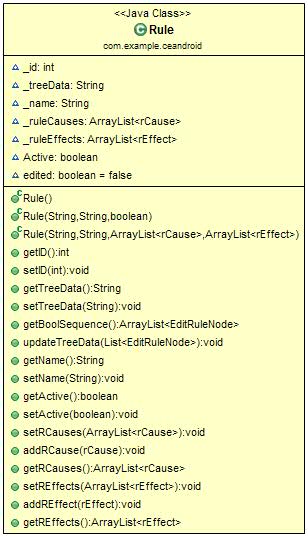 <<Java Class>>
Rule
com.example.ceandroid
_id: int
_treeData: String
_name: String
_ruleCauses: ArrayList<rCause>
_ruleEffects: ArrayList<rEffect>
Active: boolean
edited: boolean = false
Rule()
Rule(String,String,boolean)
Rule(String,String,ArrayList<rCause>,ArrayList<rEffect>)
getID():int
setID(int):void
getTreeData():String
setTreeData(String):void
getBoolSequence():ArrayList<EditRuleNode>
updateTreeData(List<EditRuleNode>):void
getName():String
setName(String):void
getActive():boolean
setActive(boolean):void
setRCauses(ArrayList<rCause>):void
addRCause(rCause):void
getRCauses():ArrayList<rCause>
setREffects(ArrayList<rEffect>):void
addREffect(rEffect):void
getREffects():ArrayList<rEffect>